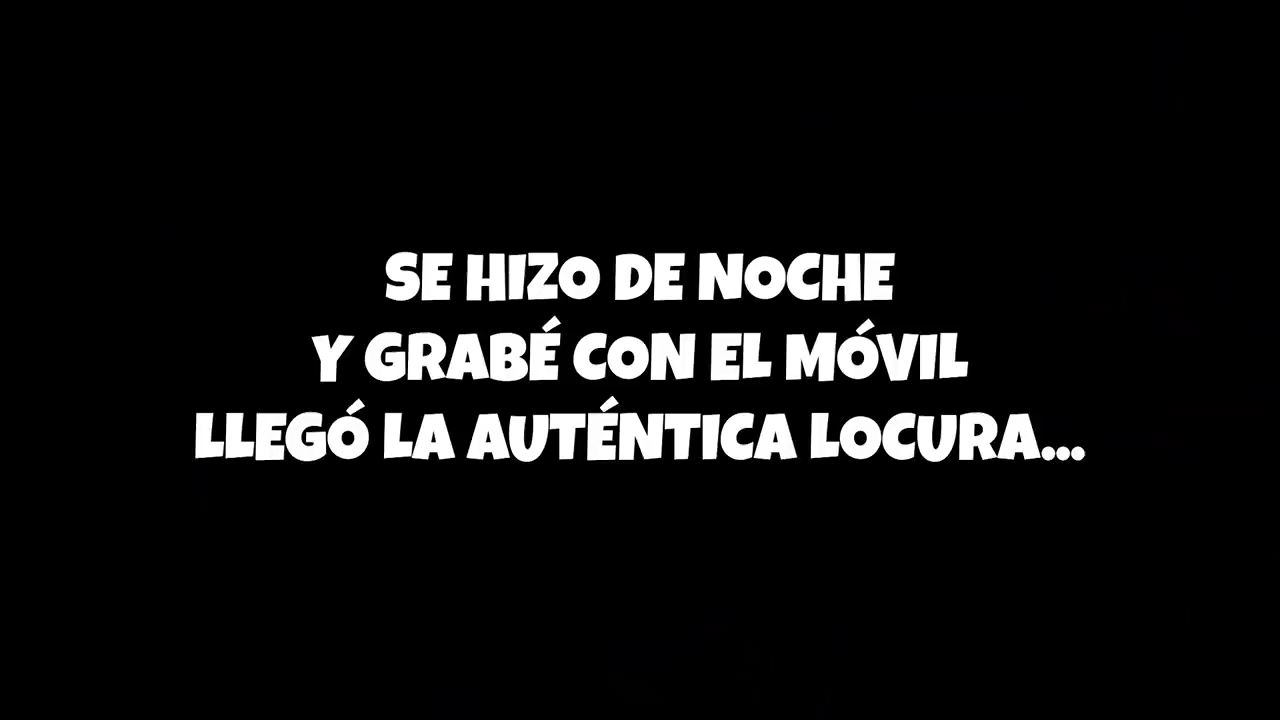 SE HIZO DE NOCHE
Y GRABÉ CON EL MÓVIL
LLEGÓ LA AUTÉNTICA LOCURA...